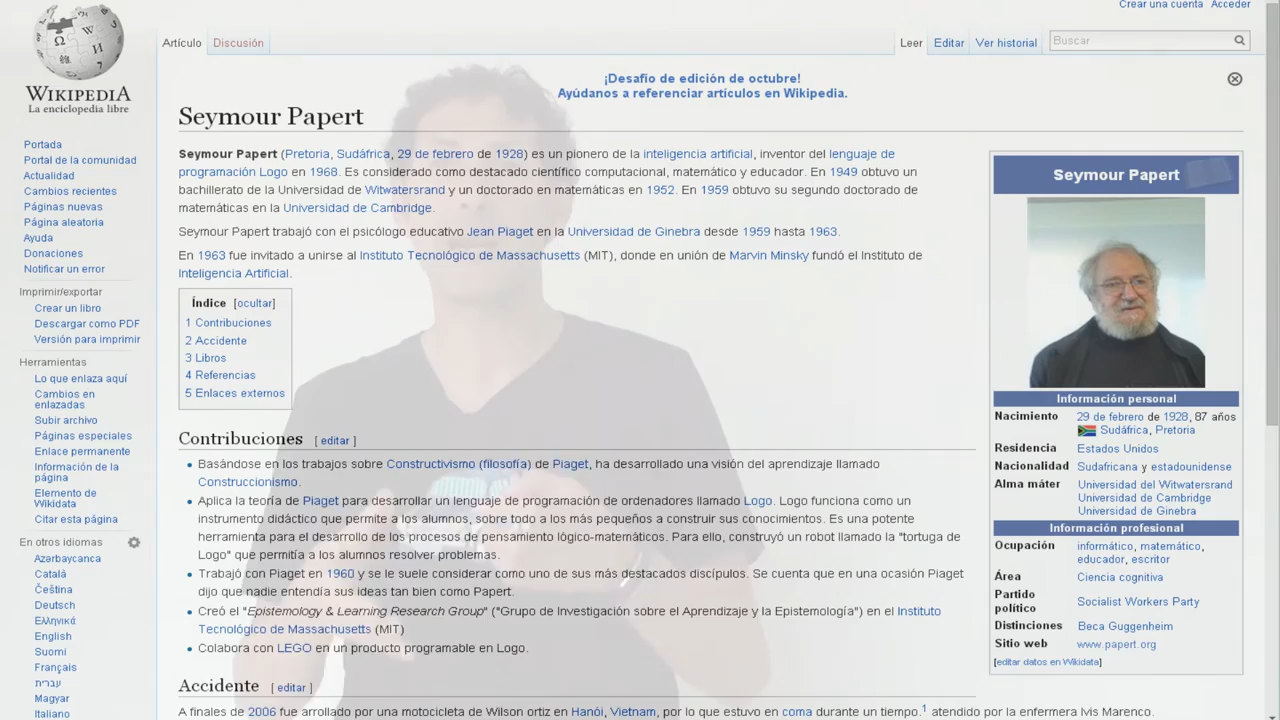 Crear una cuenta Acceder
WIKIPEDIA
La enciclopedia libre
Artículo Discusión Leer Editar Ver historial Buscar
¡Desafío de edición de octubre!
Ayúdanos a referenciar artículos en Wikipedia.
Portada
Portal de la comunidad
Actualidad
Cambios recientes
Páginas nuevas
Página aleatoria
Ayuda
Donaciones
Notificar un error
Imprimir/exportar
Crear un libro
Descargar como PDF
Versión para imprimir
Herramientas
Lo que enlaza aquí
Cambios en
enlazadas
Subir archivo
Páginas especiales
Enlace permanente
Información de la
página
Elemento de
Wikidata
Citar esta página
En otros idiomas
Azərbaycanca
Català
Čeština
Deutsch
Ελληνικά
English
Suomi
Français
עברית
Magyar
Italiano
Seymour Papert
Seymour Papert (Pretoria, Sudáfrica, 29 de febrero de 1928) es un pionero de la inteligencia artificial, inventor del lenguaje de
programación Logo en 1968. Es considerado como destacado científico computacional, matemático y educador. En 1949 obtuvo un
bachillerato de la Universidad de Witwatersrand y un doctorado en matemáticas en 1952. En 1959 obtuvo su segundo doctorado de
matemáticas en la Universidad de Cambridge.
Seymour Papert trabajó con el psicólogo educativo Jean Piaget en la Universidad de Ginebra desde 1959 hasta 1963.
En 1963 fue invitado a unirse al Instituto Tecnológico de Massachusetts (MIT), donde en unión de Marvin Minsky fundó el Instituto de
Inteligencia Artificial.
Índice [ocultar]
1 Contribuciones
2 Accidente
3 Libros
4 Referencias
5 Enlaces externos
Contribuciones [ editar ]
Basándose en los trabajos sobre Constructivismo (filosofía) de Piaget, ha desarrollado una visión del aprendizaje llamado
Construccionismo.
Aplica la teoría de Piaget para desarrollar un lenguaje de programación de ordenadores llamado Logo. Logo funciona como un
instrumento didáctico que permite a los alumnos, sobre todo a los más pequeños a construir sus conocimientos. Es una potente
herramienta para el desarrollo de los procesos de pensamiento lógico-matemáticos. Para ello, construyó un robot llamado la "tortuga de
Logo" que permitía a los alumnos resolver problemas.
Trabajó con Piaget en 1960 y se le suele considerar como uno de sus más destacados discípulos. Se cuenta que en una ocasión Piaget
dijo que nadie entendía sus ideas tan bien como Papert.
Creó el "Epistemology & Learning Research Group" ("Grupo de Investigación sobre el Aprendizaje y la Epistemología") en el Instituto
Tecnológico de Massachusetts (MIT)
Colabora con LEGO en un producto programable en Logo.
Accidente [ editar ]
A finales de 2006 fue arrollado por una motocicleta de Wilson ortiz en Hanói, Vietnam, por lo que estuvo en coma durante un tiempo.1 atendido por la enfermera Ivis Marenco.
Seymour Papert
Información personal
Nacimiento 29 de febrero de 1928, 87 años
Sudáfrica, Pretoria
Residencia Estados Unidos
Nacionalidad Sudafricana y estadounidense
Alma máter Universidad del Witwatersrand
Universidad de Cambridge
Universidad de Ginebra
Información profesional
Ocupación informático, matemático,
educador, escritor
Área Ciencia cognitiva
Partido
político Socialist Workers Party
Distinciones Beca Guggenheim
Sitio web www.papert.org
[editar datos en Wikidata]